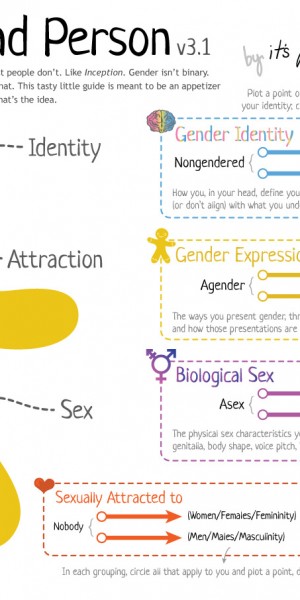 ad Person v3.1
by it's
t people don't. Like Inception. Gender isn't binary.
hat. This tasty little guide is meant to be an appetizer
hat's the idea.
Plot a point o
your identity; c
Identity
Attraction
Sex
Gender Identity
Nongendered
How you, in your head, define you
(or don't align) with what you und
Gender Expressio
Agender
The ways you present gender, thr
and how those presentations are
Biological Sex
Asex
The physical sex characteristics y
genitalia, body shape, voice pitch,
Sexually Attracted to
Nobody
(Women/Females/Femininity)
(Men/Males/Masculinity)
In each grouping, circle all that apply to you and plot a point, d